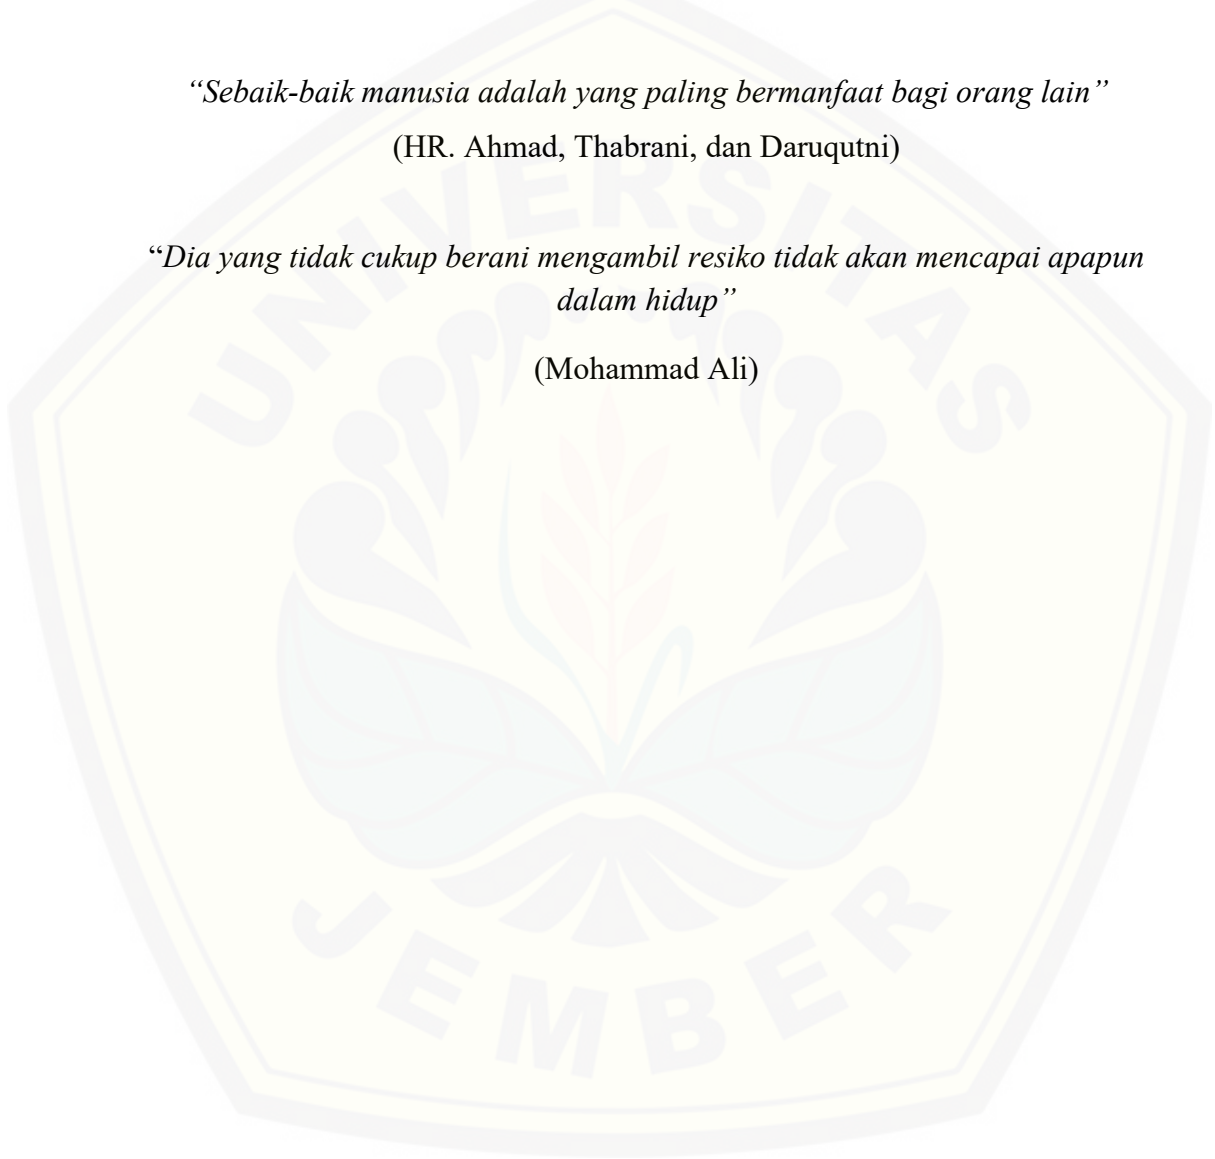 “Sebaik-baik manusia adalah yang paling bermanfaat bagi orang lain”
(HR. Ahmad, Thabrani, dan Daruqutni)
“Dia yang tidak cukup berani mengambil resiko tidak akan mencapai apapun
dalam hidup”
(Mohammad Ali)
UNIVERSITAS
JEMBER